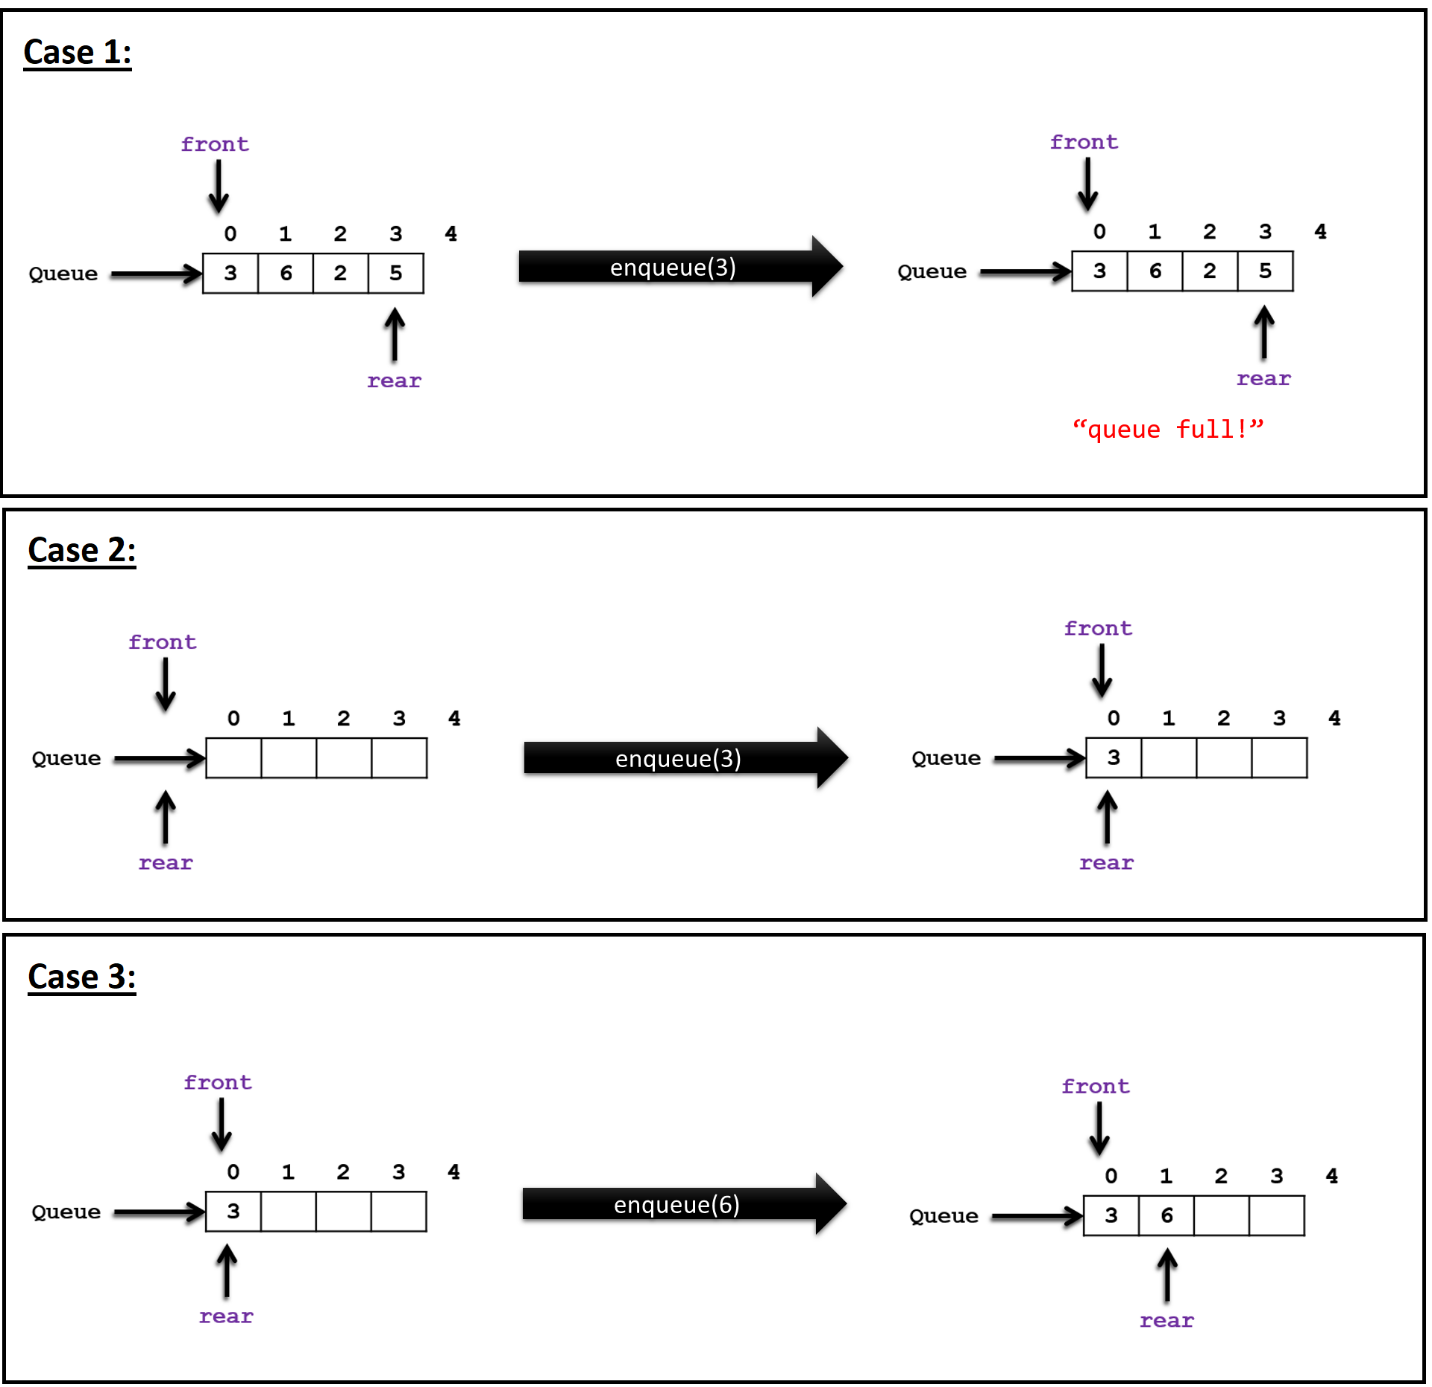 Case 1:
front front
0 1 2 3 4 0 1 2 3 4
Queue 3 6 2 5 enqueue(3) Queue 3 6 2 5
rear rear
“queue full!”
Case 2:
front front
0 1 2 3 4 0 1 2 3 4
Queue enqueue(3) Queue 3
rear rear
Case 3:
front front
0 1 2 3 4 0 1 2 3 4
Queue 3 enqueue(6) Queue 3 6
rear rear